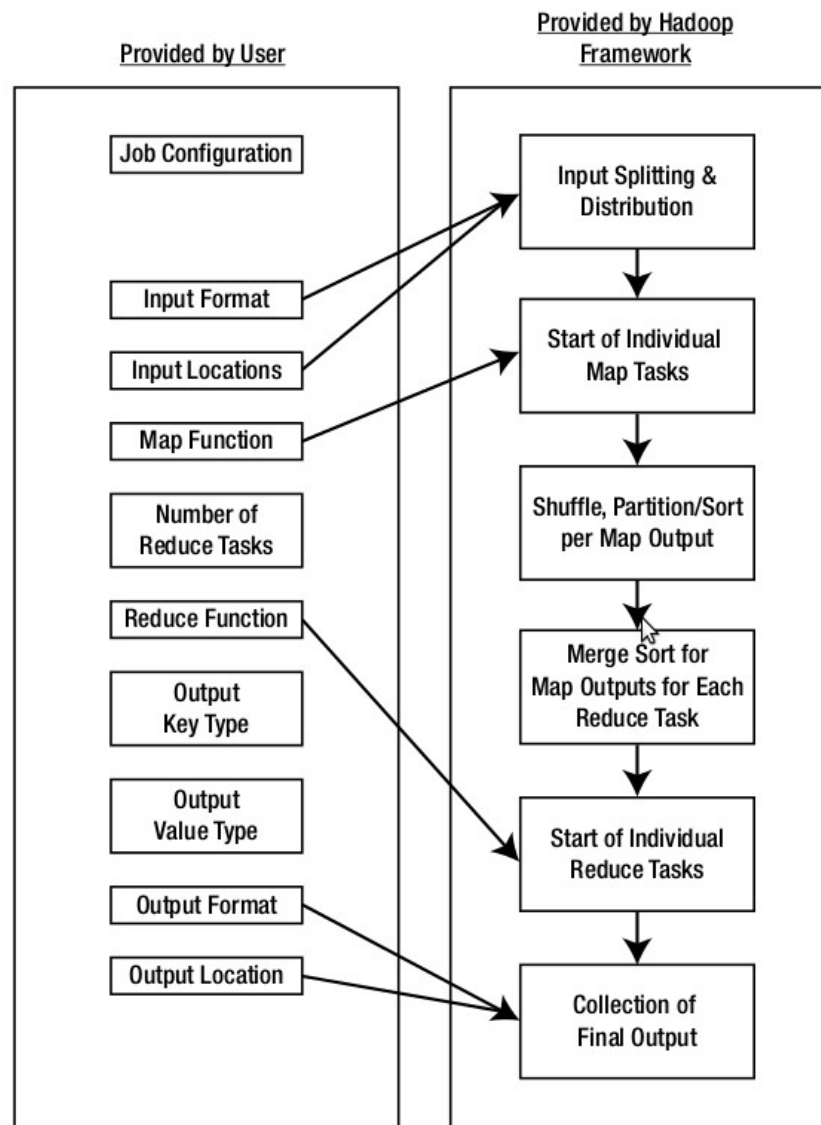 Provided by User
Job Configuration
Input Format
Input Locations
Map Function
Number of
Reduce Tasks
Reduce Function
Output
Key Type
Output
Value Type
Output Format
Output Location
Provided by Hadoop
Framework
Input Splitting &
Distribution
Start of Individual
Map Tasks
Shuffle, Partition/Sort
per Map Output
Merge Sort for
Map Outputs for Each
Reduce Task
Start of Individual
Reduce Tasks
Collection of
Final Output